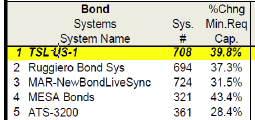 Bond %Chng
Systems Sys. Min.Req
System Name # Cap.
1 TSL U3-1 708 39.8%
2 Ruggiero Bond Sys 694 37.3%
3 MAR-NewBondLiveSync 724 31.5%
4 MESA Bonds 321 43.4%
5 ATS-3200 361 28.4%